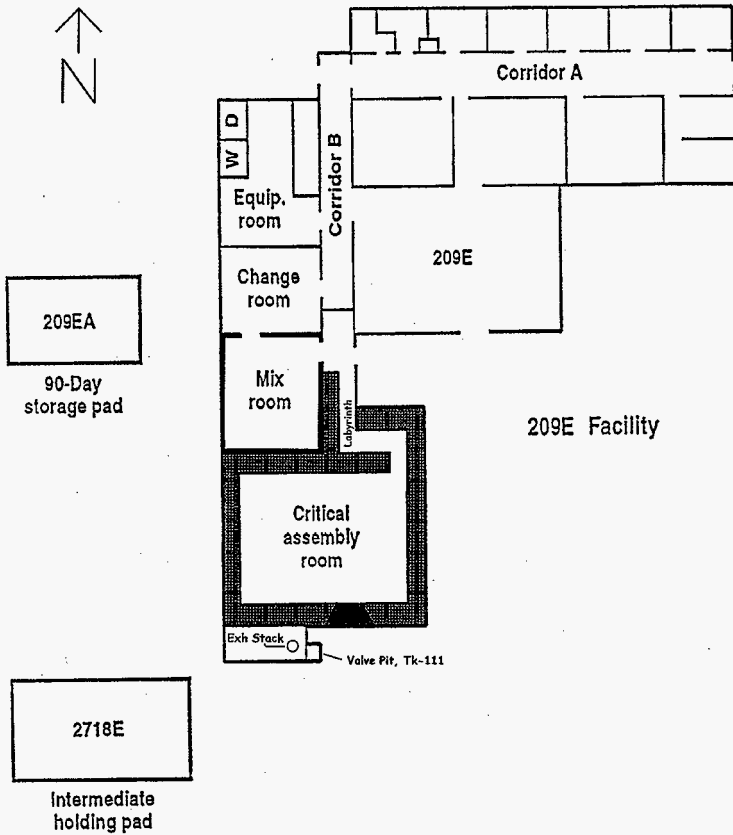 N
Corridor A
D
W
Corridor B
Equip.
room
209E
Change
room
209EA
90-Day
storage pad
Mix
room
Labyrinth
209E Facility
Critical
assembly
room
Exh Stack
Valve Pit, Tk-111
2718E
Intermediate
holding pad